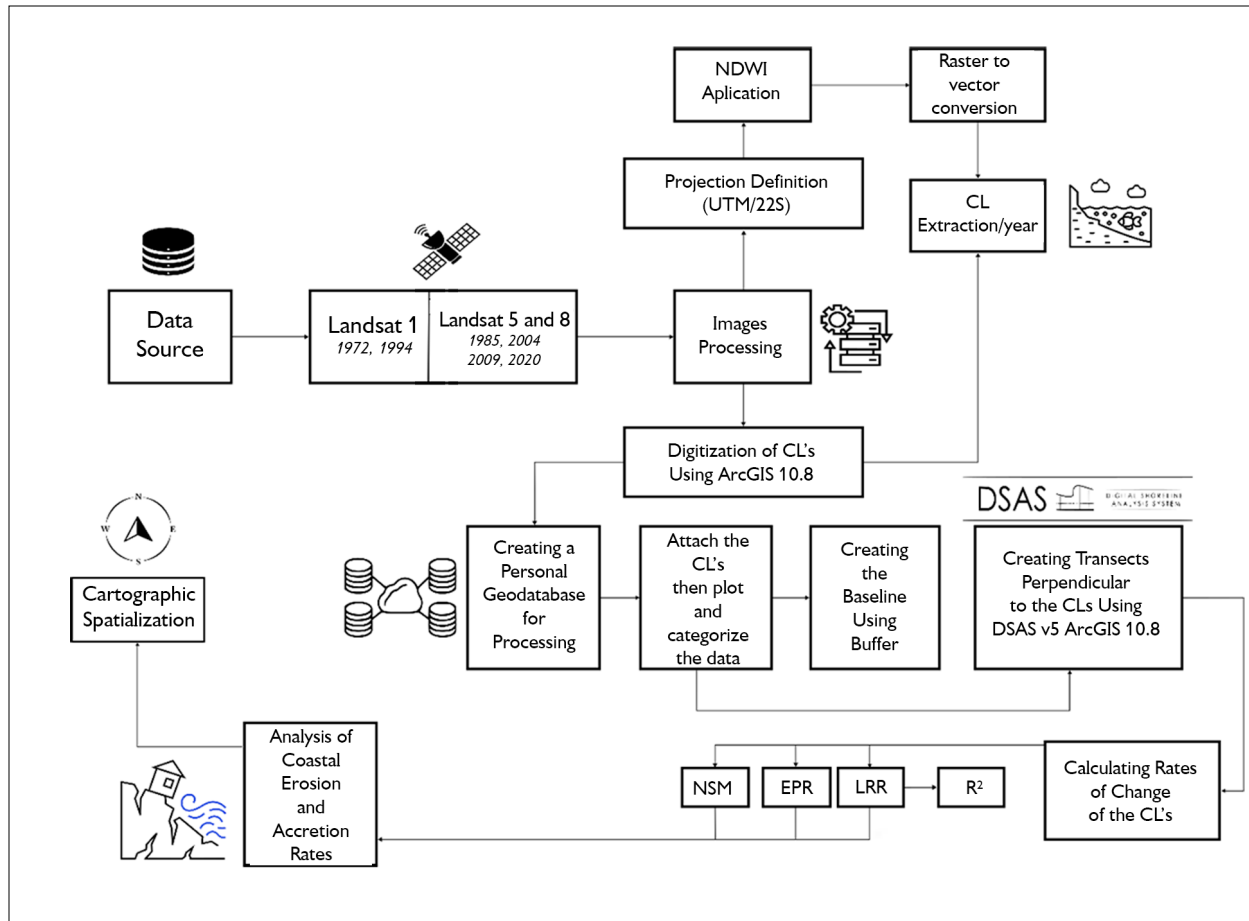 NDWI
Aplication
Raster to
vector
conversion
Projection Definition
(UTM/22S)
CL
Extraction/year
Data
Source
Landsat 1
1972, 1994
Landsat 5 and 8
1985, 2004
2009, 2020
Images
Processing
Digitization of CL's
Using ArcGIS 10.8
N
W
E
S
Cartographic
Spatialization
Creating a
Personal
Geodatabase
for
Processing
Attach the
CL's
then plot
and
categorize
the data
Creating
the
Baseline
Using
Buffer
DSAS
DIGITAL SHORELINE
ANALYSIS SYSTEM
Creating Transects
Perpendicular
to the CLs Using
DSAS v5 ArcGIS 10.8
Analysis of
Coastal
Erosion
and
Accretion
Rates
NSM
EPR
LRR
R²
Calculating Rates
of Change
of the CL's